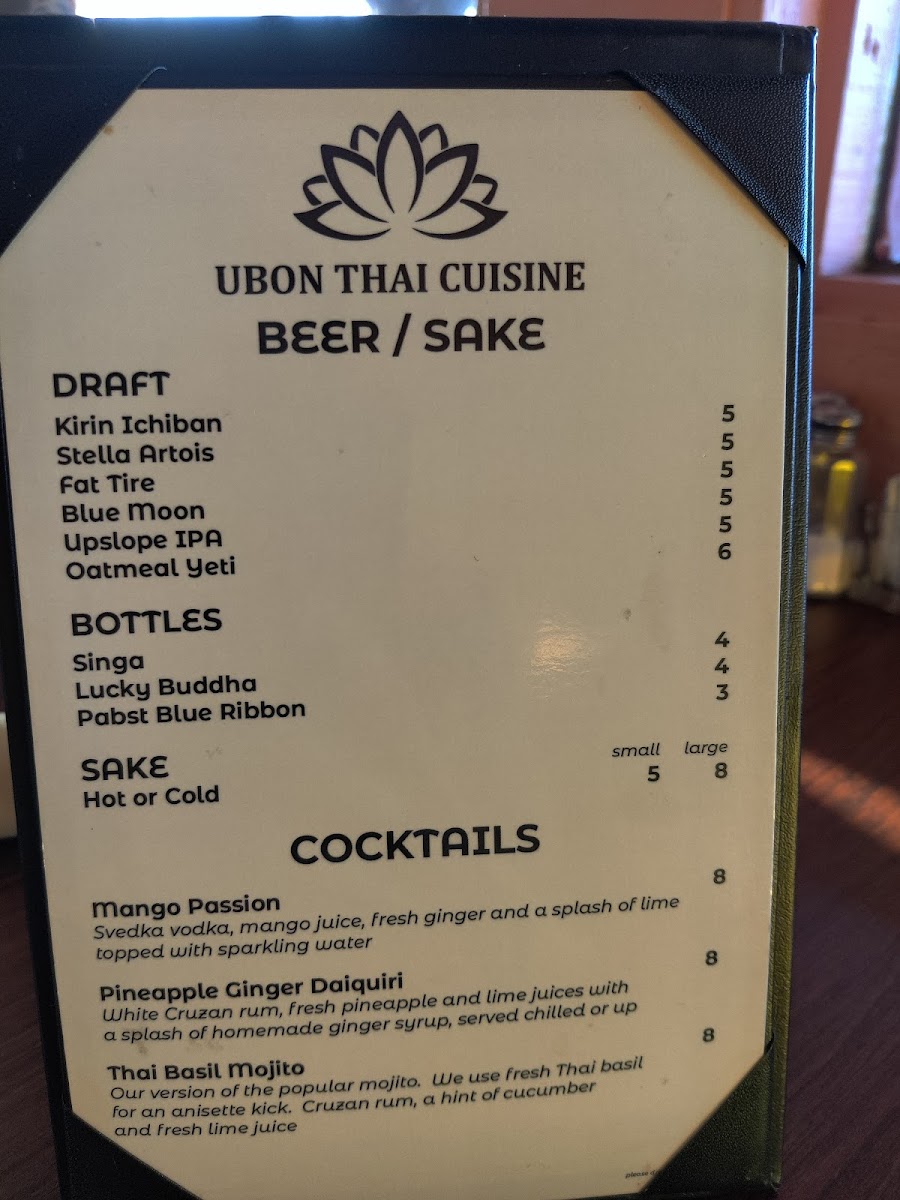 UBON THAI CUISINE
BEER / SAKE
DRAFT
Kirin Ichiban 5
Stella Artois 5
Fat Tire 5
Blue Moon 5
Upslope IPA 5
Oatmeal Yeti 6
BOTTLES
Singa 4
Lucky Buddha 4
Pabst Blue Ribbon 3
SAKE small large
Hot or Cold 5 8
COCKTAILS
Mango Passion 8
Svedka vodka, mango juice, fresh ginger and a splash of lime
topped with sparkling water
Pineapple Ginger Daiquiri 8
White Cruzan rum, fresh pineapple and lime juices with
a splash of homemade ginger syrup, served chilled or up
Thai Basil Mojito 8
Our version of the popular mojito. We use fresh Thai basil
for an anisette kick. Cruzan rum, a hint of cucumber
and fresh lime juice
please